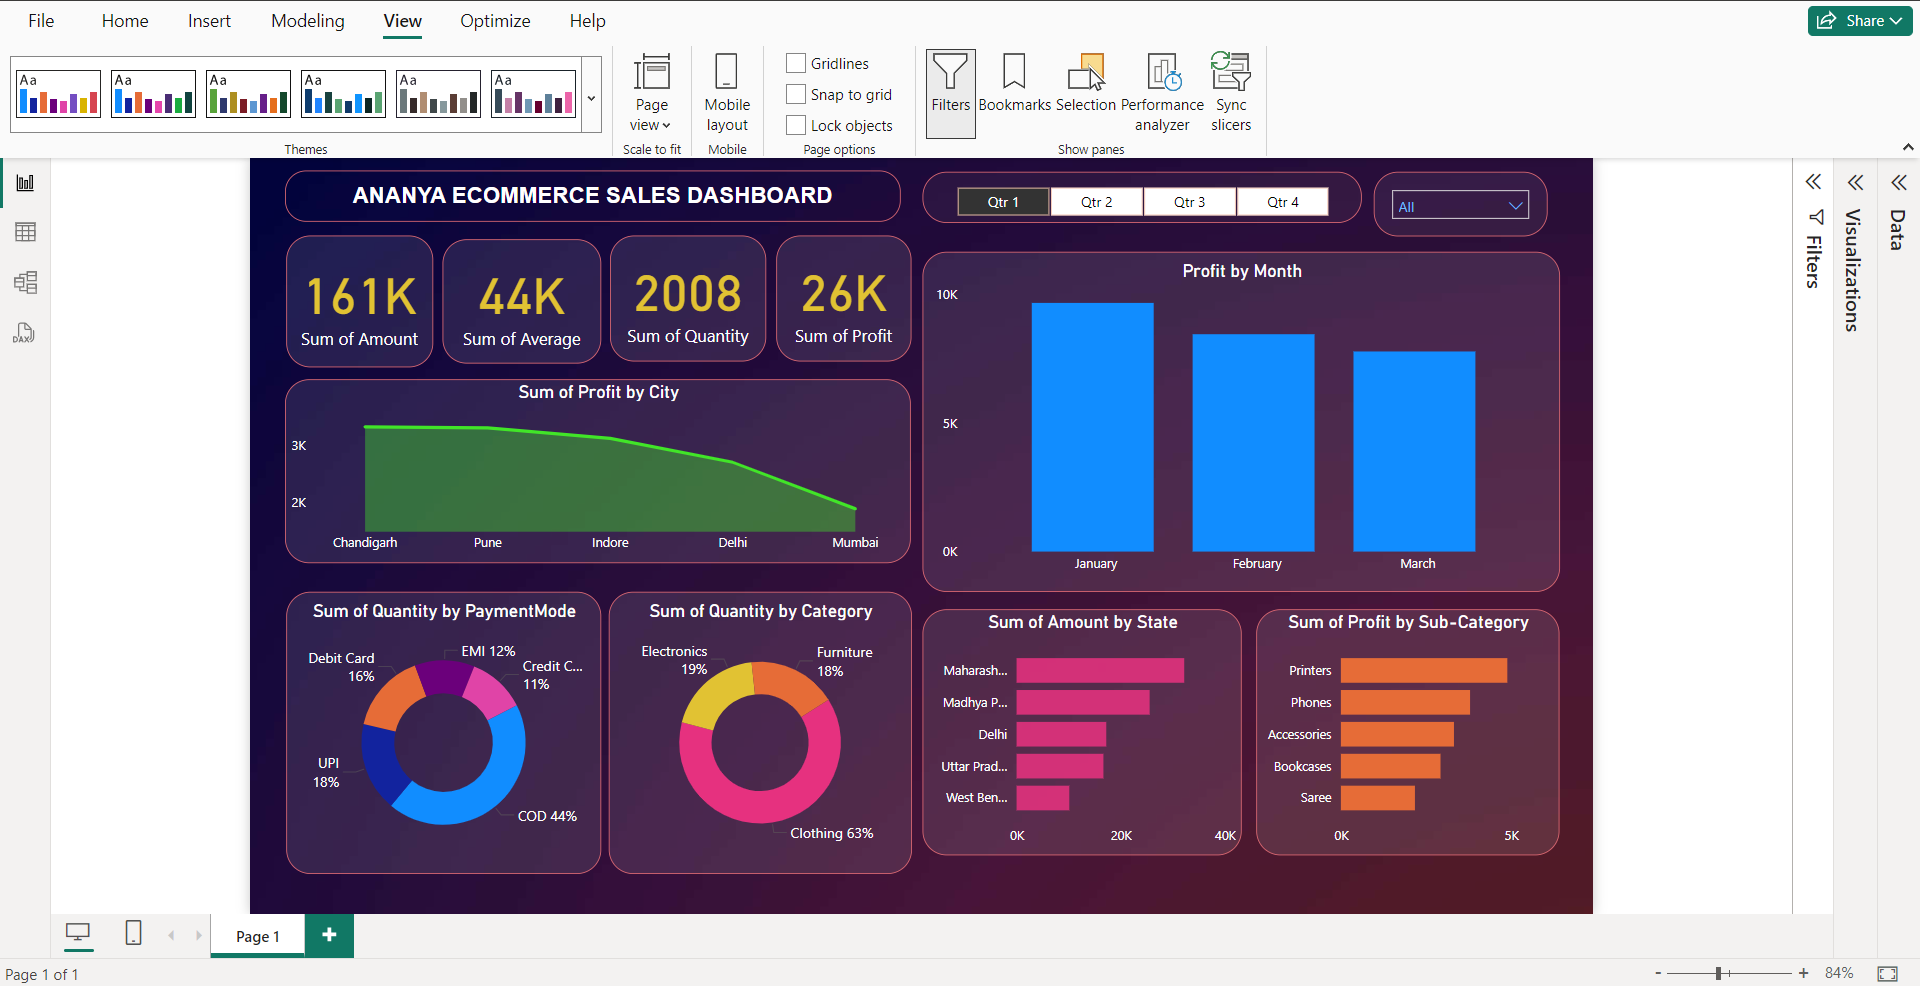 File Home Insert Modeling View Optimize Help Share
Aa Aa Aa Aa Aa Aa
Page view
Mobile layout
Gridlines
Snap to grid
Lock objects
Filters Bookmarks Selection Performance analyzer Sync slicers
Themes Scale to fit Mobile Page options Show panes
ANANYA ECOMMERCE SALES DASHBOARD
Qtr 1 Qtr 2 Qtr 3 Qtr 4
All
161K
Sum of Amount
44K
Sum of Average
2008
Sum of Quantity
26K
Sum of Profit
Sum of Profit by City
3K
2K
Chandigarh Pune Indore Delhi Mumbai
Profit by Month
10K
5K
0K
January February March
Sum of Quantity by PaymentMode
EMI 12%
Credit C...
11%
Debit Card
16%
UPI
18%
COD 44%
Sum of Quantity by Category
Electronics
19%
Furniture
18%
Clothing 63%
Sum of Amount by State
Maharash...
Madhya P...
Delhi
Uttar Prad...
West Ben...
0K 20K 40K
Sum of Profit by Sub-Category
Printers
Phones
Accessories
Bookcases
Saree
0K 5K
Filters
Visualizations
Data
DAX
Page 1
Page 1 of 1
- + 84%